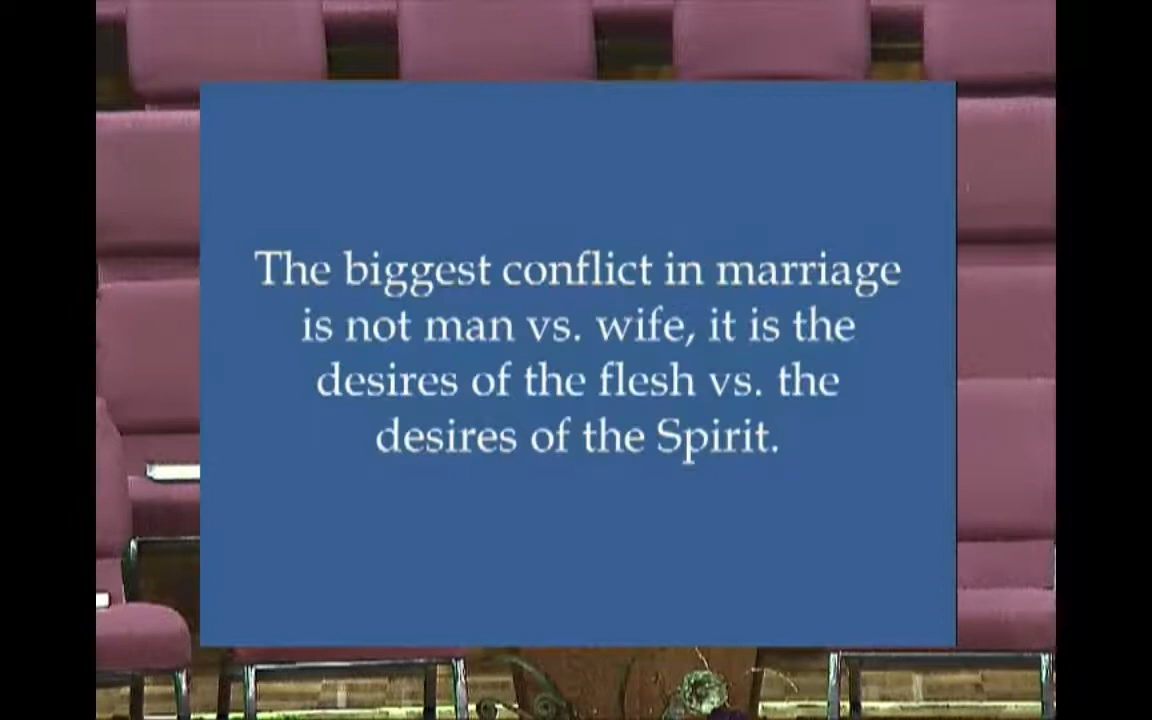 The biggest conflict in marriage
is not man vs. wife, it is the
desires of the flesh vs. the
desires of the Spirit.